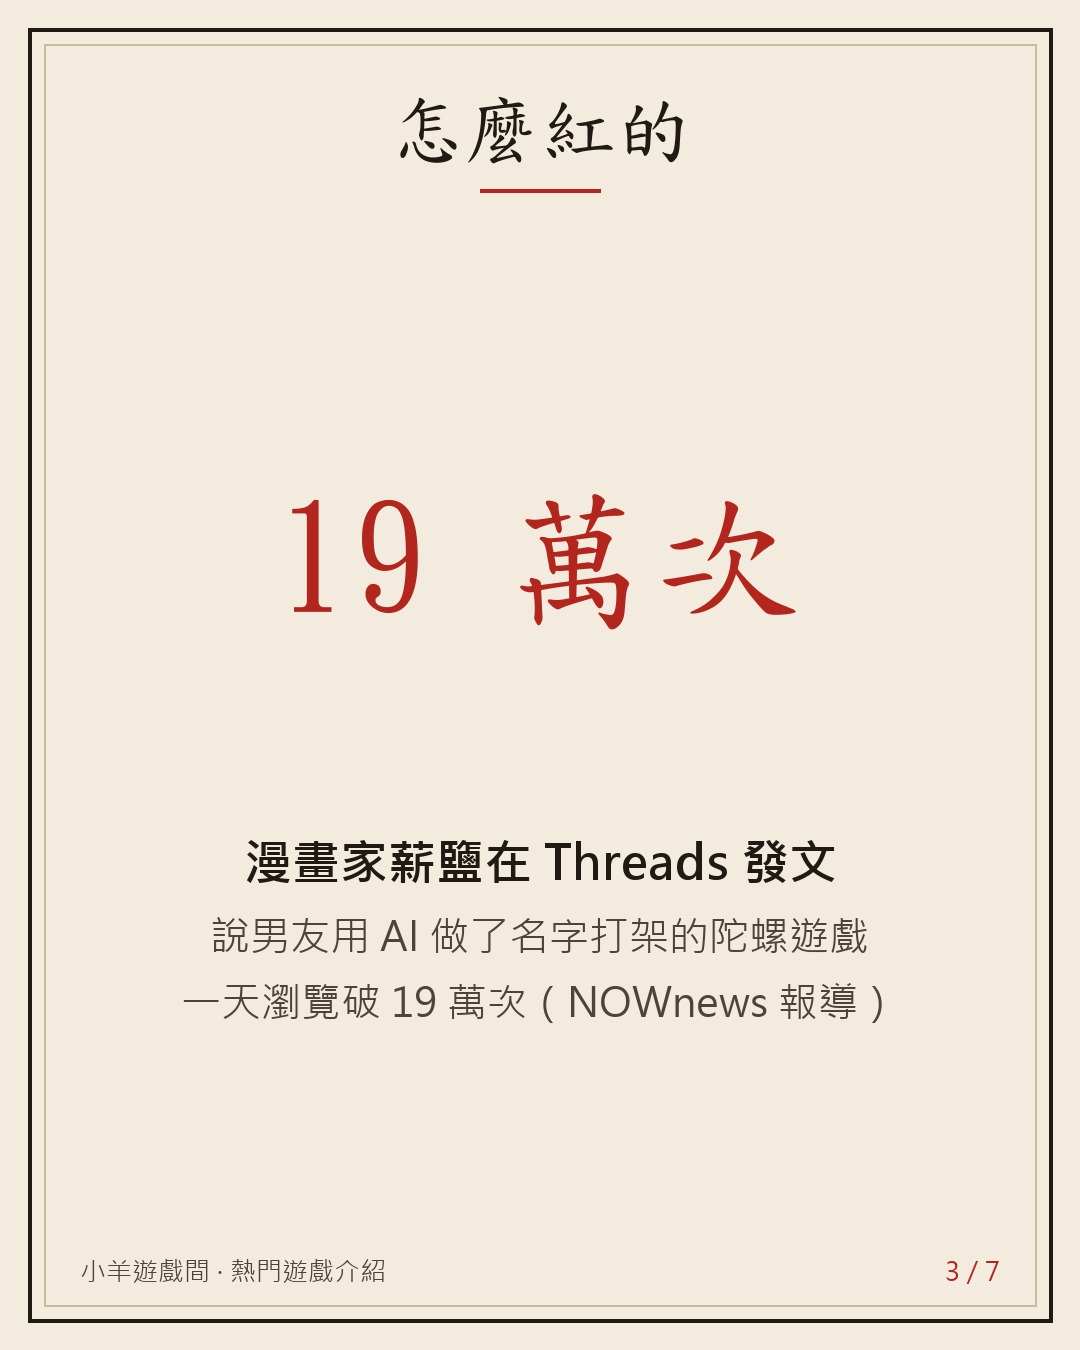 怎麼紅的
19 萬次
漫畫家薪鹽在 Threads 發文
說男友用 AI 做了名字打架的陀螺遊戲
一天瀏覽破 19 萬次（NOWnews 報導）
小羊遊戲間 · 熱門遊戲介紹
3 / 7